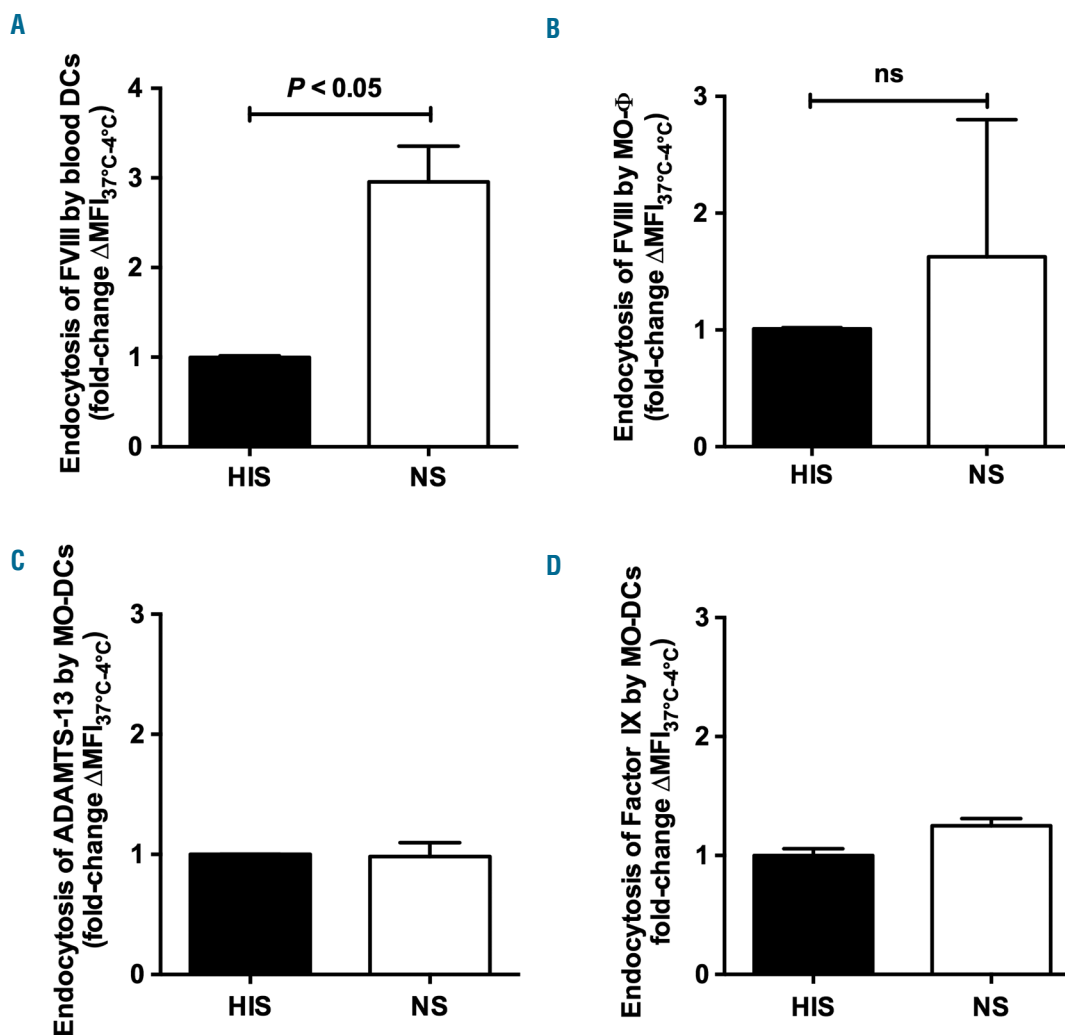 A
Endocytosis of FVIII by blood DCs
(fold-change ΔMFI37°C-4°C)
4
3
2
1
0
P < 0.05
HIS
NS
B
Endocytosis of FVIII by MO-Φ
(fold-change ΔMFI37°C-4°C)
3
2
1
0
ns
HIS
NS
C
Endocytosis of ADAMTS-13 by MO-DCs
(fold-change ΔMFI37°C-4°C)
3
2
1
0
HIS
NS
D
Endocytosis of Factor IX by MO-DCs
fold-change ΔMFI37°C-4°C)
3
2
1
0
HIS
NS